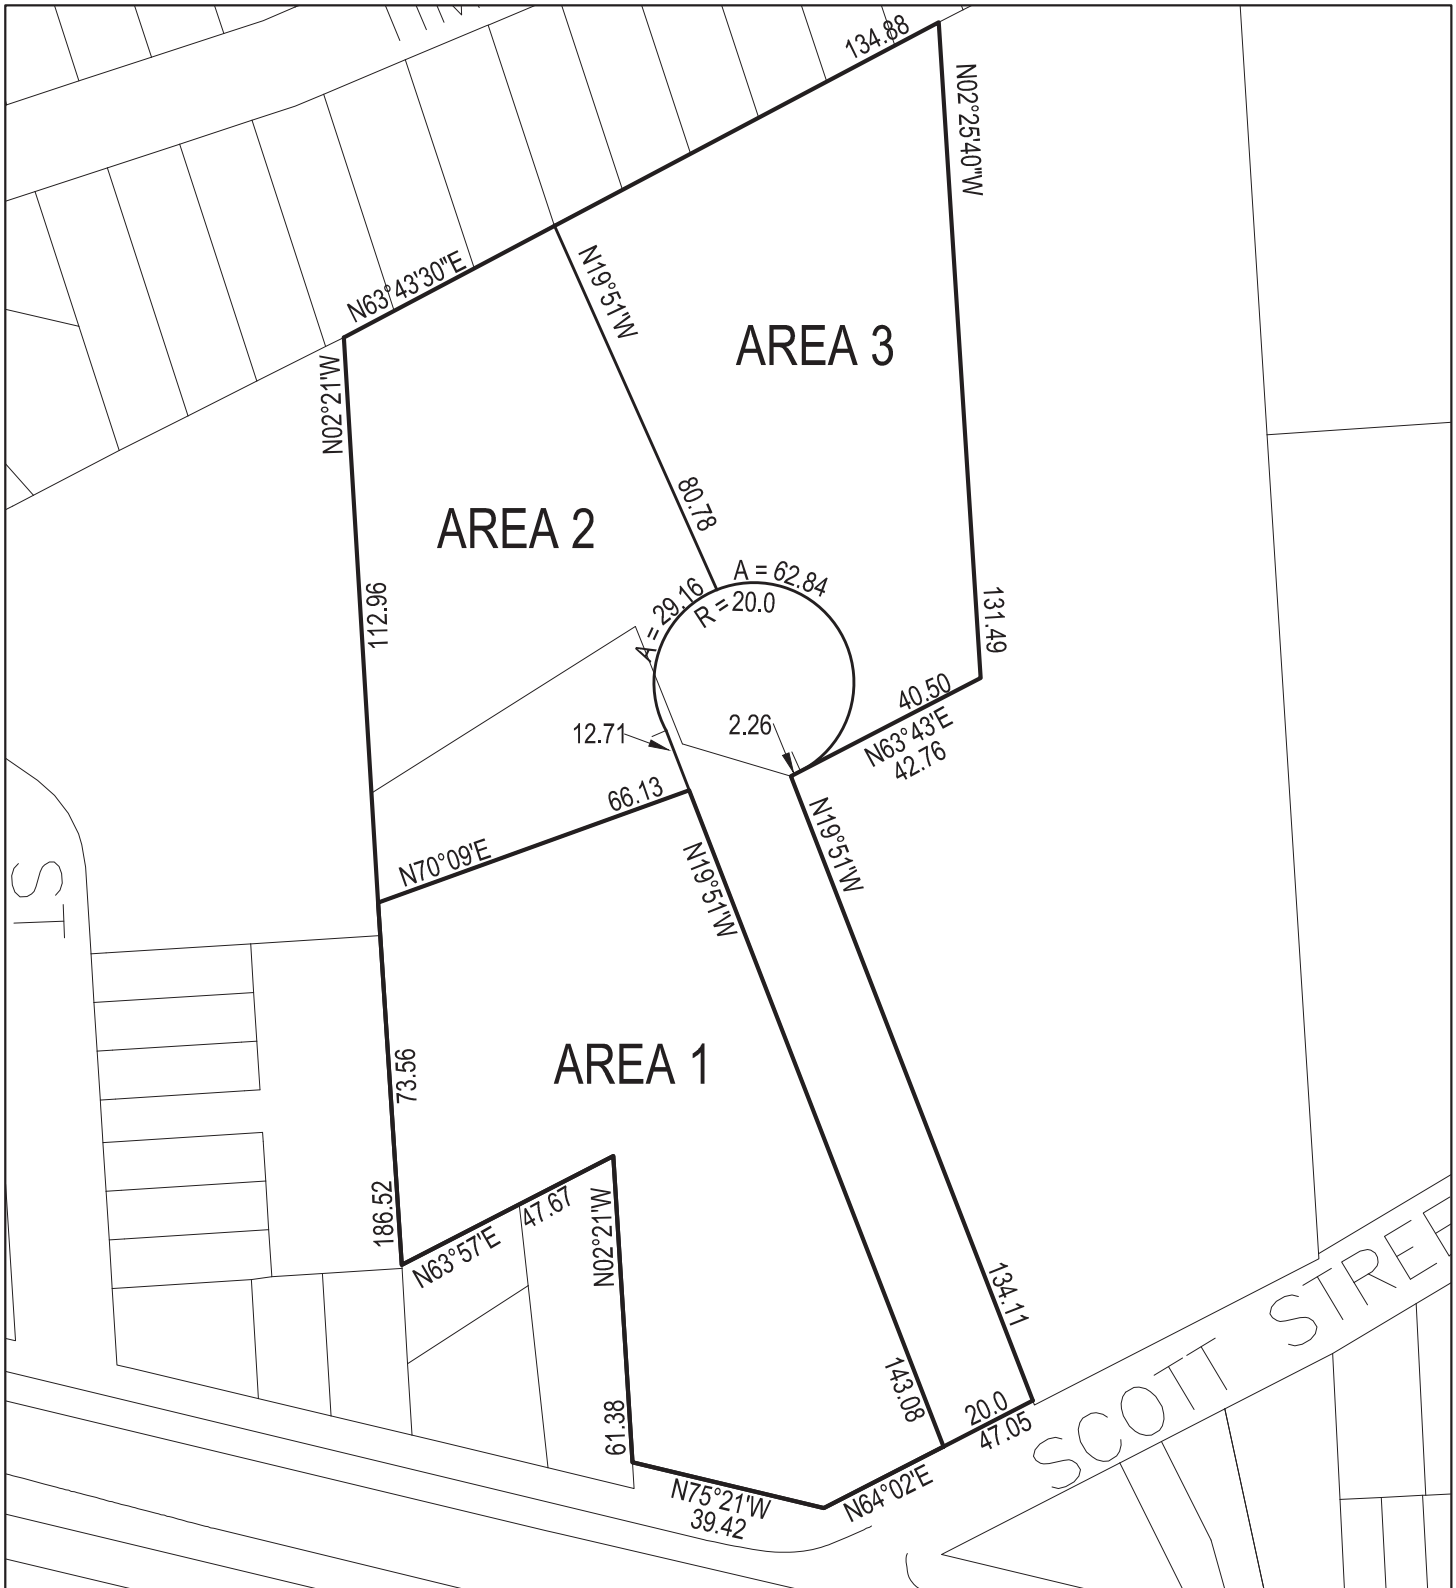 134.88
N02°25'40"W
N63°43'30"E
N19°51'W
N02°21'W
AREA 3
80.78
AREA 2
A = 62.84
A = 29.16
R = 20.0
112.96
131.49
40.50
N63°43'E
42.76
12.71
2.26
66.13
N70°09'E
N19°51'W
N19°51'W
ST
AREA 1
73.56
186.52
47.67
N63°57'E
N02°21'W
134.11
143.08
61.38
20.0
47.05
N64°02'E
N75°21'W
39.42
SCOTT STREE